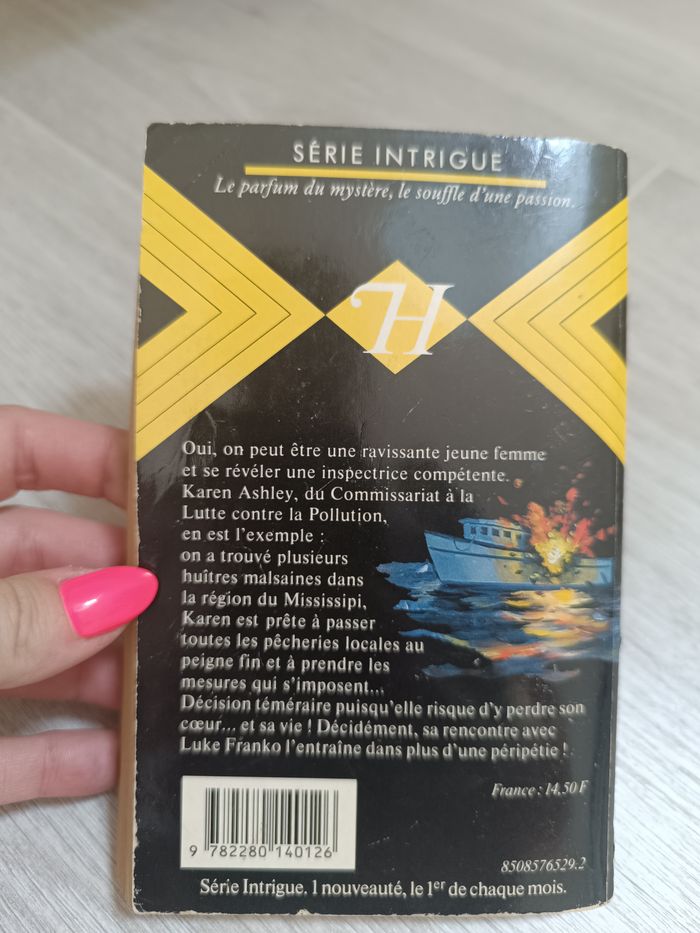 SÉRIE INTRIGUE
Le parfum du mystère, le souffle d'une passion.
H
Oui, on peut être une ravissante jeune femme
et se révéler une inspectrice compétente.
Karen Ashley, du Commissariat à la
Lutte contre la Pollution,
en est l'exemple :
on a trouvé plusieurs
huîtres malsaines dans
la région du Mississipi,
Karen est prête à passer
toutes les pêcheries locales au
peigne fin et à prendre les
mesures qui s'imposent...
Décision téméraire puisqu'elle risque d'y perdre son
cœur... et sa vie ! Décidément, sa rencontre avec
Luke Franko l'entraîne dans plus d'une péripétie !
France : 14,50 F
9 782280 140126
8508576529.2
Série Intrigue. 1 nouveauté, le 1er de chaque mois.